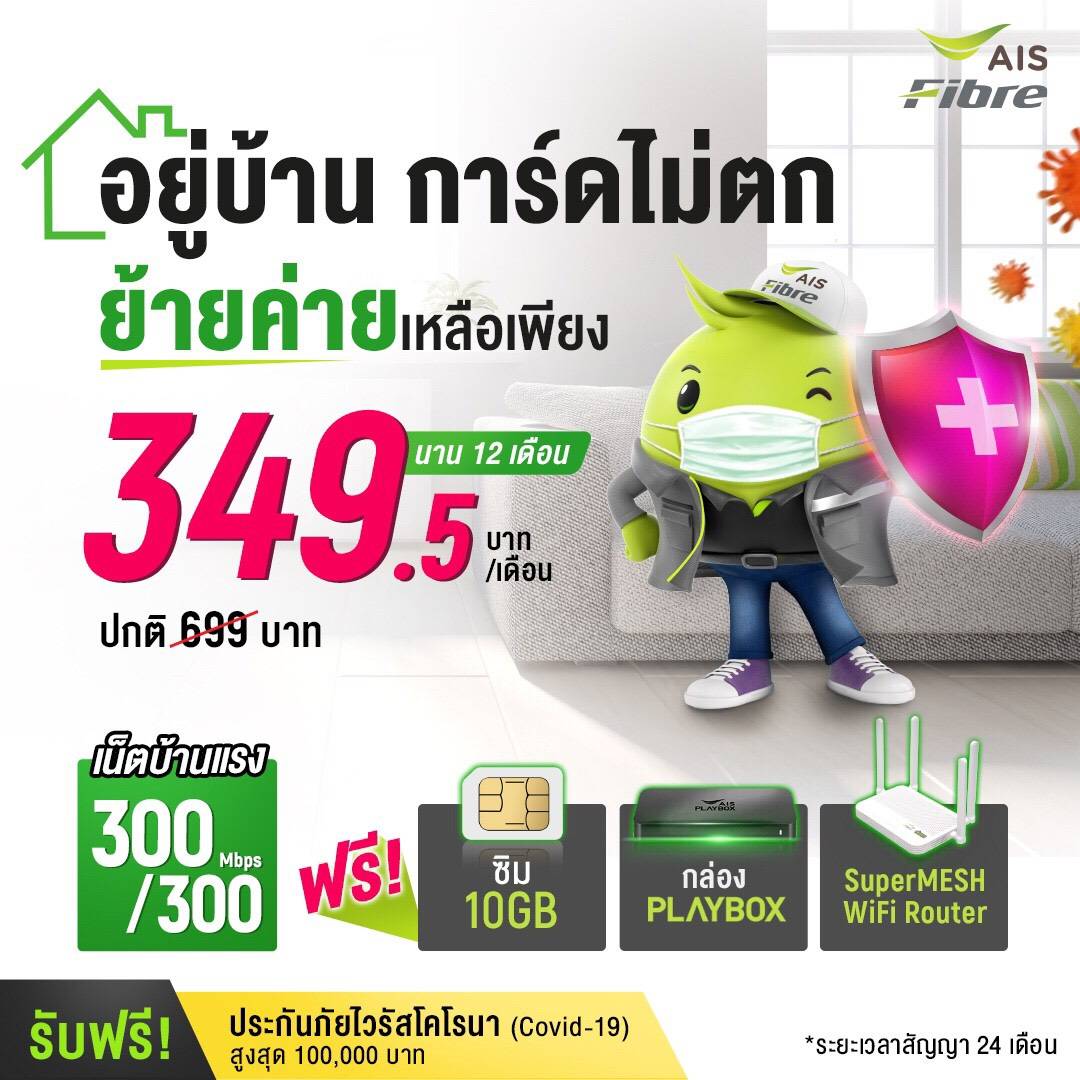 AIS
Fibre
อยู่บ้าน การ์ดไม่ตก
ย้ายค่ายเหลือเพียง
AIS
Fibre
349.5
นาน 12 เดือน
บาท
/เดือน
ปกติ 699 บาท
เน็ตบ้านแรง
300 Mbps
/300
ฟรี!
ซิม
10GB
AIS
PLAYBOX
กล่อง
PLAYBOX
SuperMESH
WiFi Router
รับฟรี!
ประกันภัยไวรัสโคโรนา (Covid-19)
สูงสุด 100,000 บาท
*ระยะเวลาสัญญา 24 เดือน